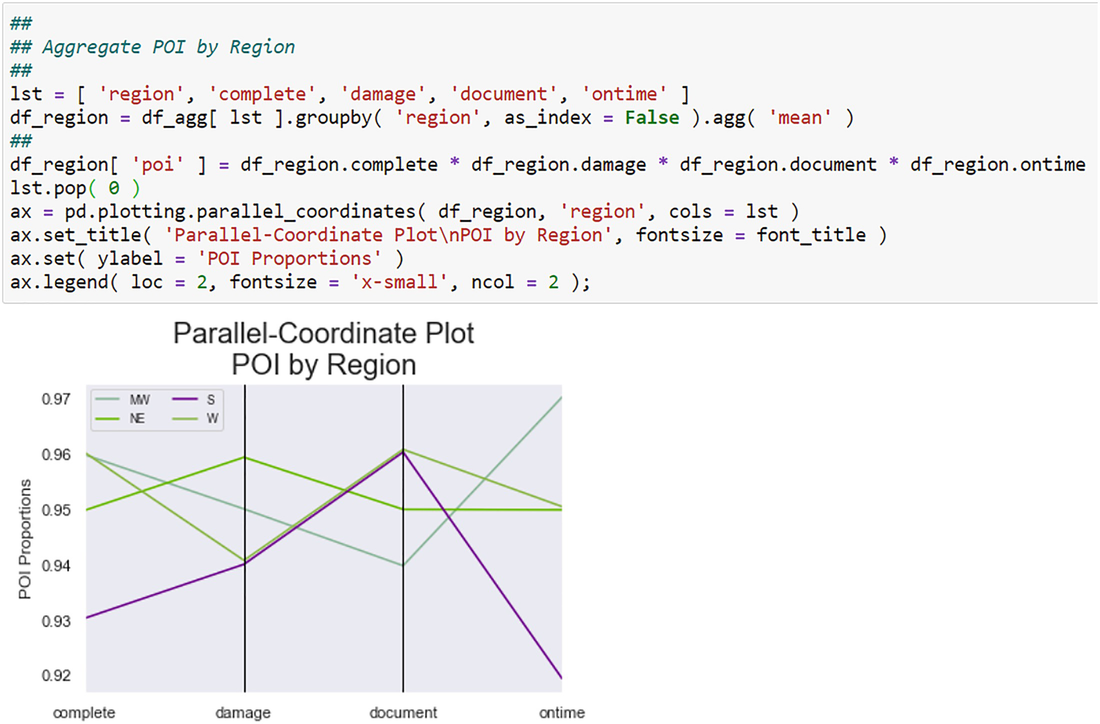 ##
## Aggregate POI by Region
##
lst = [ 'region', 'complete', 'damage', 'document', 'ontime' ]
df_region = df_agg[ lst ].groupby( 'region', as_index = False ).agg( 'mean' )
##
df_region[ 'poi' ] = df_region.complete * df_region.damage * df_region.document * df_region.ontime
lst.pop( 0 )
ax = pd.plotting.parallel_coordinates( df_region, 'region', cols = lst )
ax.set_title( 'Parallel-Coordinate Plot\nPOI by Region', fontsize = font_title )
ax.set( ylabel = 'POI Proportions' )
ax.legend( loc = 2, fontsize = 'x-small', ncol = 2 );
Parallel-Coordinate Plot
POI by Region
MW S
NE W
POI Proportions
0.97
0.96
0.95
0.94
0.93
0.92
complete damage document ontime